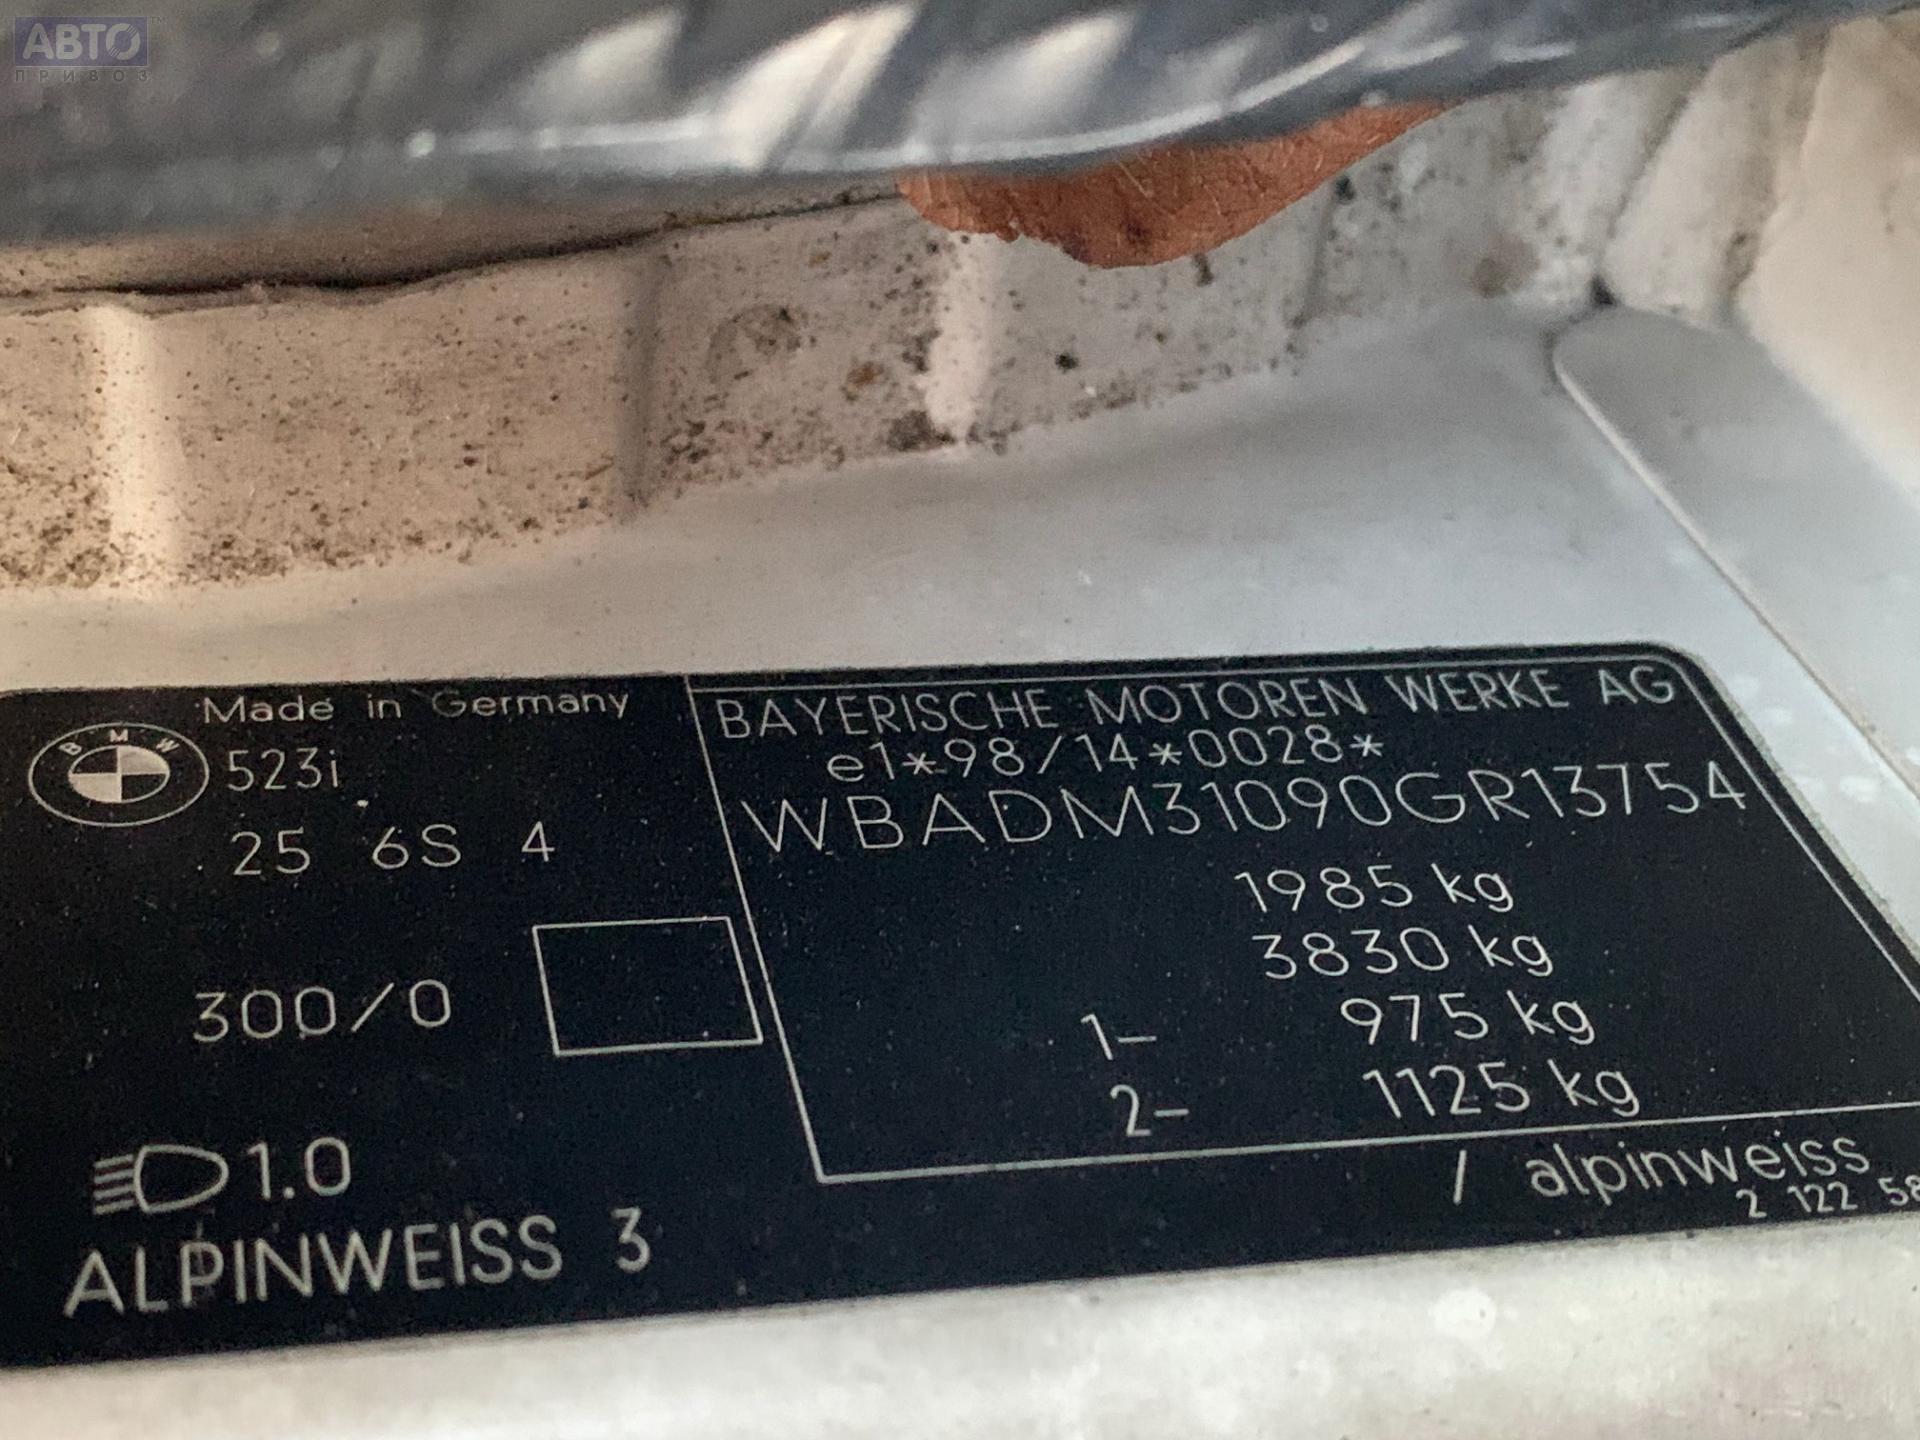 АВТО
ПРИВОЗ
Made in Germany
BMW
523i
25 6S 4
300/0
1.0
ALPINWEISS 3
BAYERISCHE MOTOREN WERKE AG
e1*98/14*0028*
WBADM31090GR13754
1985 kg
3830 kg
1– 975 kg
2– 1125 kg
/ alpinweiss
2 122 58